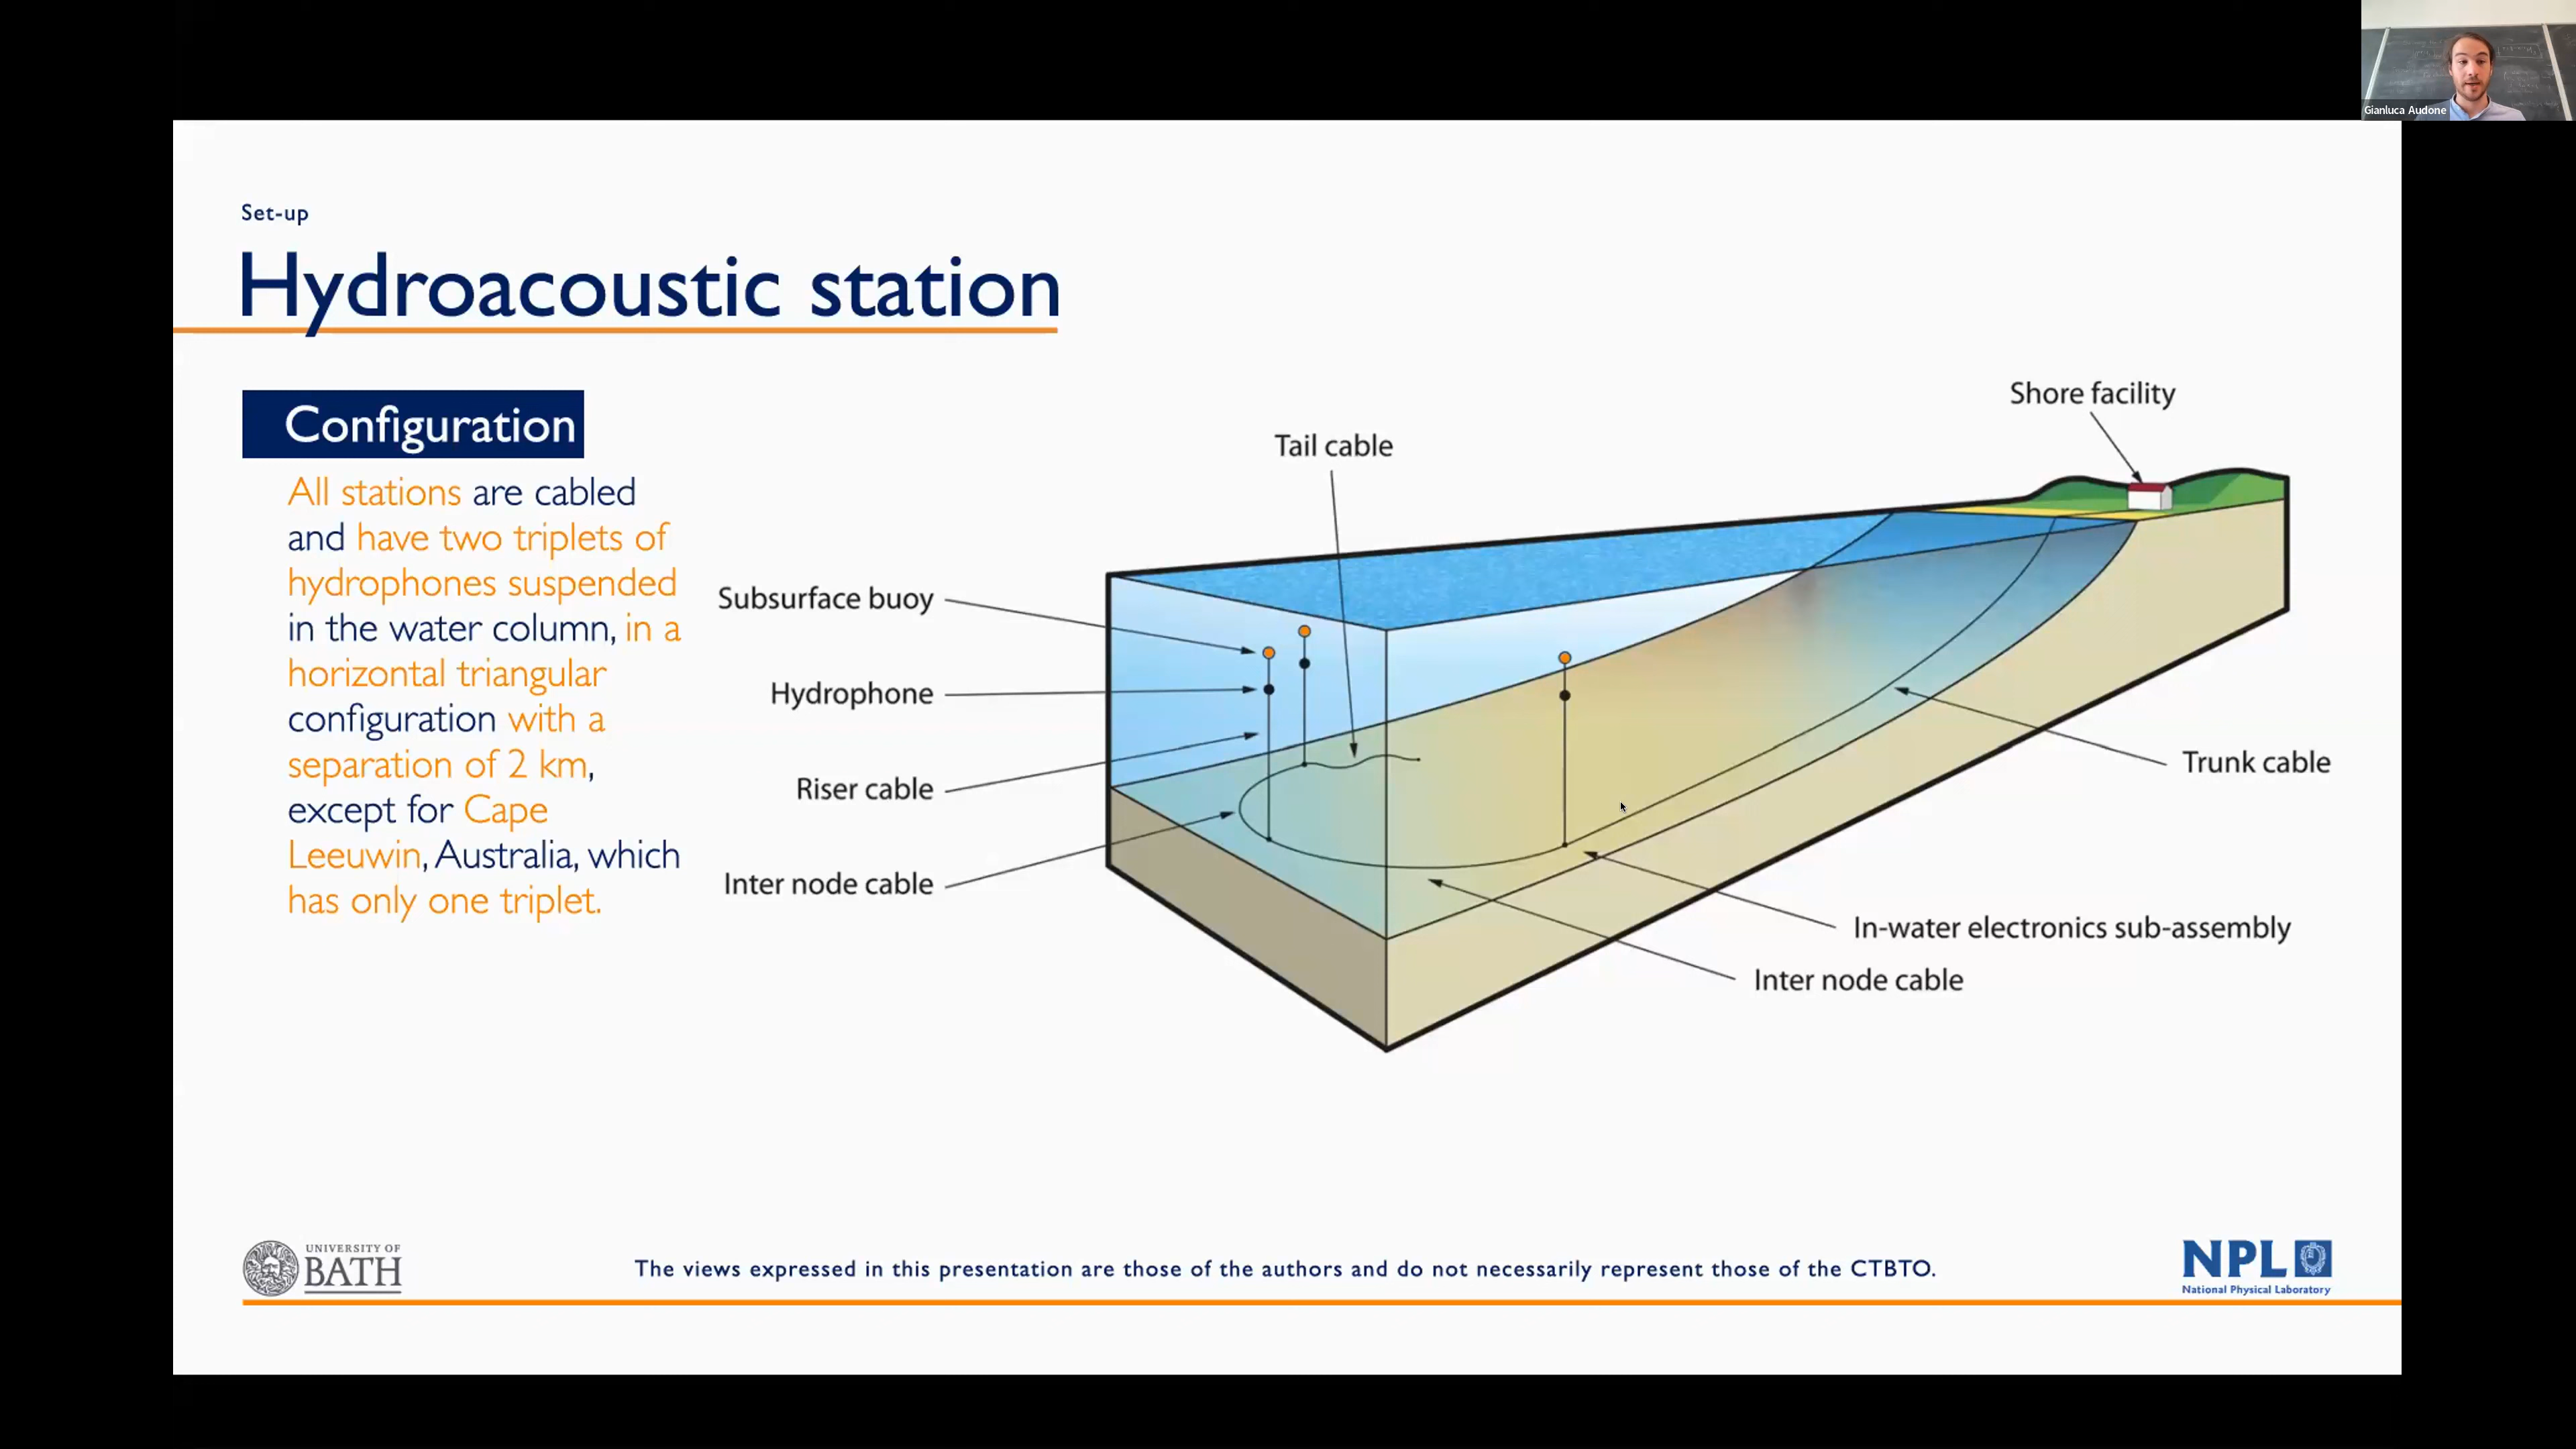 Gianluca Audone
Set-up
Hydroacoustic station
Configuration
All stations are cabled
and have two triplets of
hydrophones suspended
in the water column, in a
horizontal triangular
configuration with a
separation of 2 km,
except for Cape
Leeuwin, Australia, which
has only one triplet.
Shore facility
Tail cable
Subsurface buoy
Hydrophone
Riser cable
Inter node cable
Trunk cable
In-water electronics sub-assembly
Inter node cable
UNIVERSITY OF
BATH
The views expressed in this presentation are those of the authors and do not necessarily represent those of the CTBTO.
NPL
National Physical Laboratory